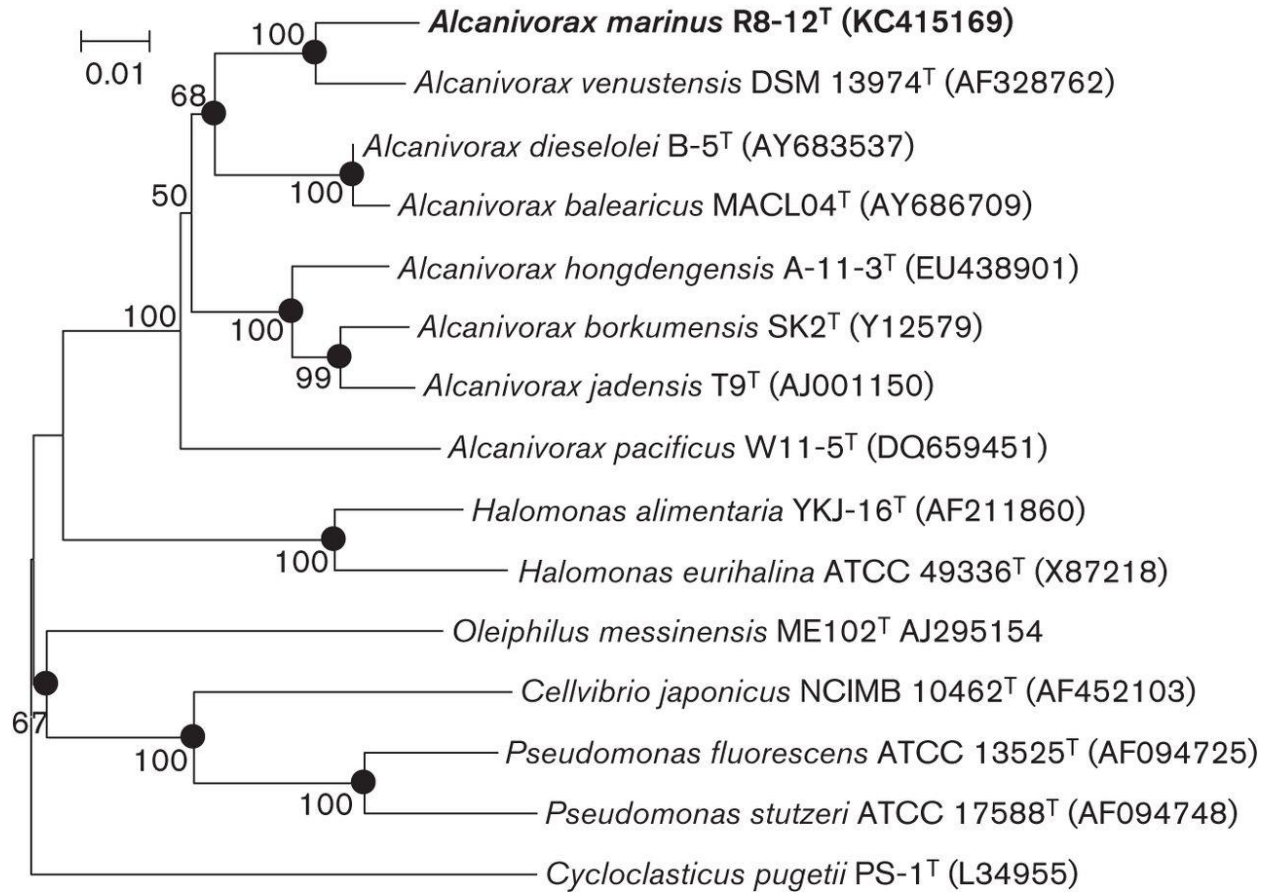 100
Alcanivorax marinus R8-12ᵀ (KC415169)
0.01
Alcanivorax venustensis DSM 13974ᵀ (AF328762)
68
Alcanivorax dieselolei B-5ᵀ (AY683537)
100
50
Alcanivorax balearicus MACL04ᵀ (AY686709)
Alcanivorax hongdengensis A-11-3ᵀ (EU438901)
100
100
Alcanivorax borkumensis SK2ᵀ (Y12579)
99
Alcanivorax jadensis T9ᵀ (AJ001150)
Alcanivorax pacificus W11-5ᵀ (DQ659451)
Halomonas alimentaria YKJ-16ᵀ (AF211860)
100
Halomonas eurihalina ATCC 49336ᵀ (X87218)
Oleiphilus messinensis ME102ᵀ AJ295154
Cellvibrio japonicus NCIMB 10462ᵀ (AF452103)
67
100
Pseudomonas fluorescens ATCC 13525ᵀ (AF094725)
100
Pseudomonas stutzeri ATCC 17588ᵀ (AF094748)
Cycloclasticus pugetii PS-1ᵀ (L34955)